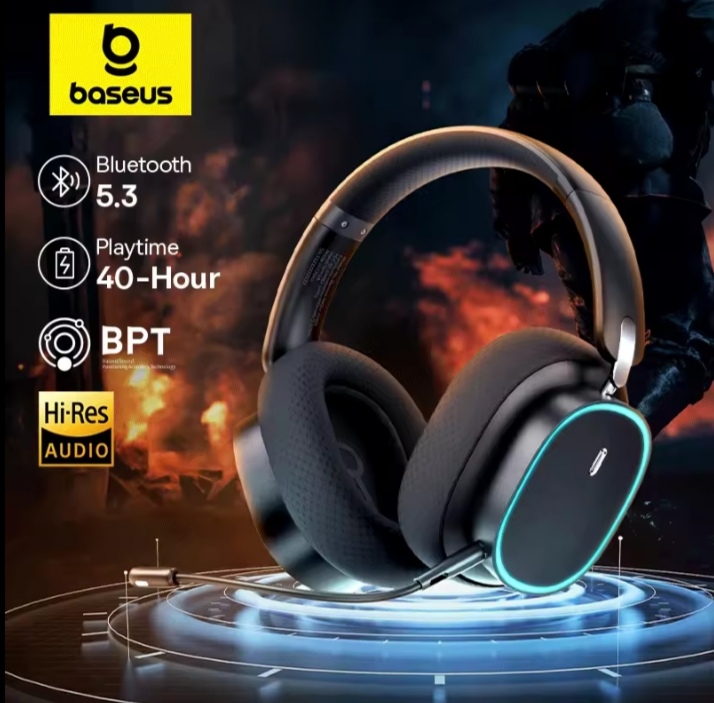 baseus
Bluetooth
5.3
Playtime
40-Hour
BPT
Hi-Res
AUDIO